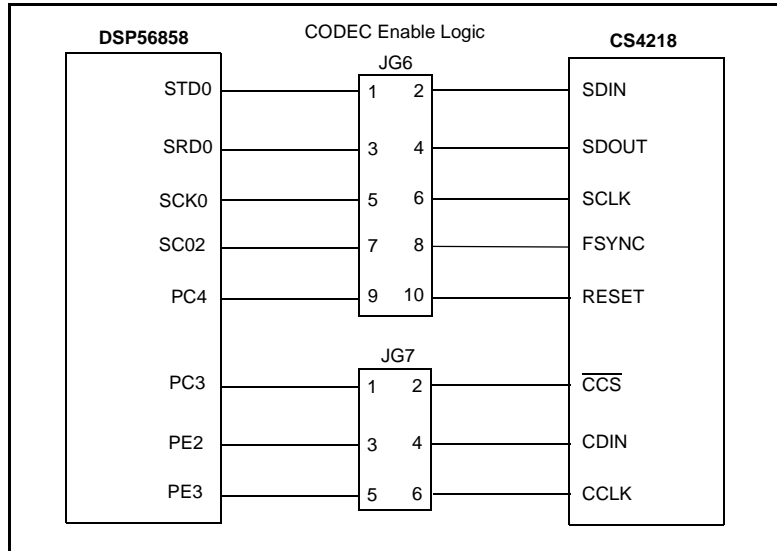 DSP56858 CODEC Enable Logic CS4218
JG6
STD0 1 2 SDIN
SRD0 3 4 SDOUT
SCK0 5 6 SCLK
SC02 7 8 FSYNC
PC4 9 10 RESET
JG7
PC3 1 2 C̅C̅S̅
PE2 3 4 CDIN
PE3 5 6 CCLK